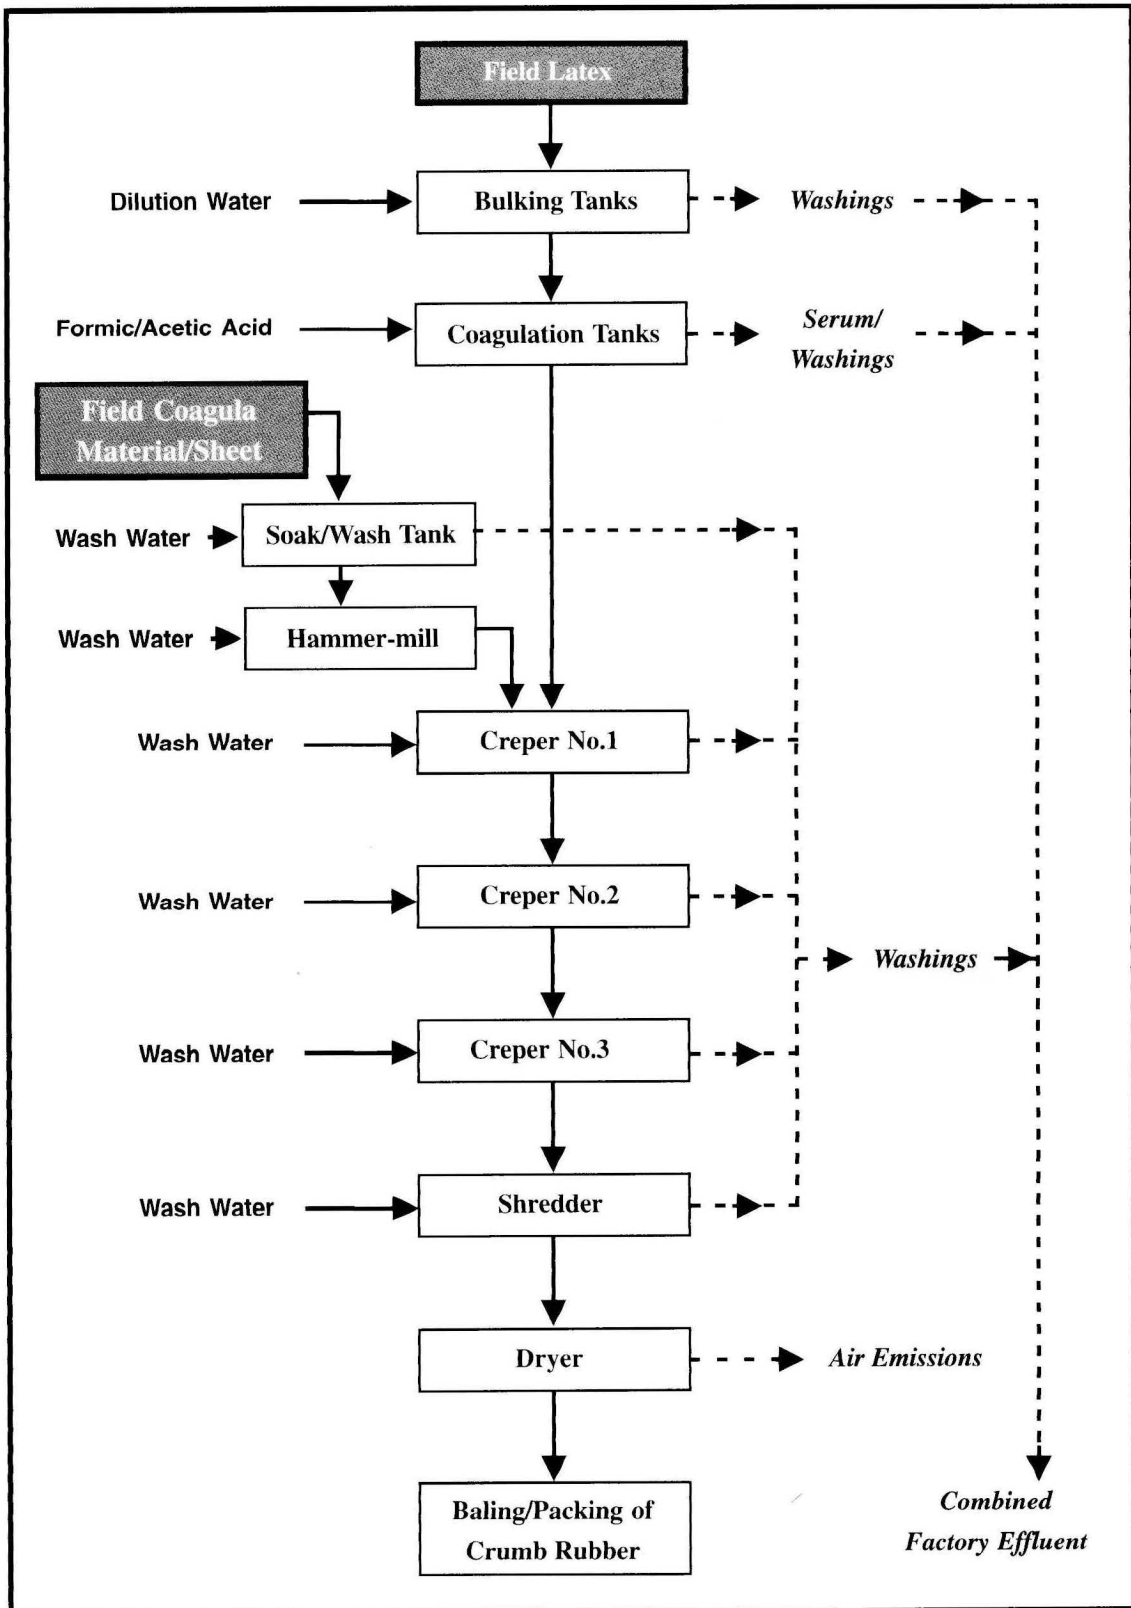 Field Latex
Dilution Water
Bulking Tanks
Washings
Formic/Acetic Acid
Coagulation Tanks
Serum/
Washings
Field Coagula
Material/Sheet
Wash Water
Soak/Wash Tank
Wash Water
Hammer-mill
Wash Water
Creper No.1
Wash Water
Creper No.2
Washings
Wash Water
Creper No.3
Wash Water
Shredder
Dryer
Air Emissions
Baling/Packing of
Crumb Rubber
Combined
Factory Effluent